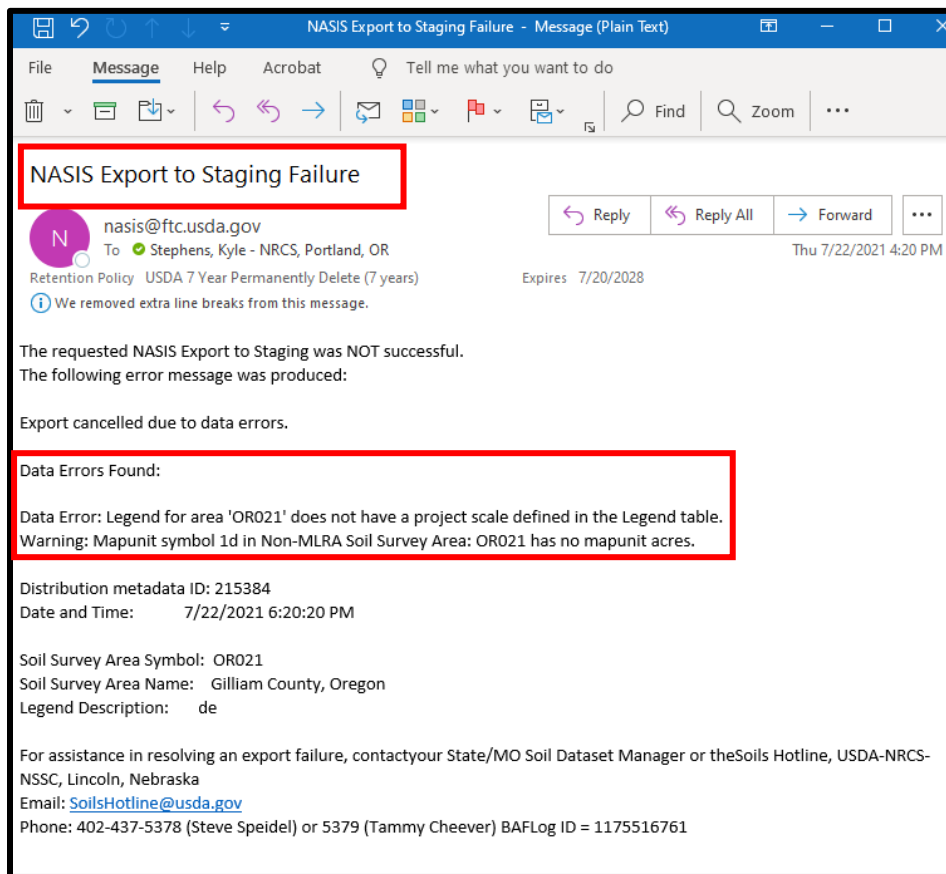 NASIS Export to Staging Failure - Message (Plain Text)
File Message Help Acrobat Tell me what you want to do
Find Zoom
NASIS Export to Staging Failure
N
nasis@ftc.usda.gov
To Stephens, Kyle - NRCS, Portland, OR
Reply Reply All Forward
Thu 7/22/2021 4:20 PM
Retention Policy USDA 7 Year Permanently Delete (7 years) Expires 7/20/2028
We removed extra line breaks from this message.
The requested NASIS Export to Staging was NOT successful.
The following error message was produced:
Export cancelled due to data errors.
Data Errors Found:
Data Error: Legend for area 'OR021' does not have a project scale defined in the Legend table.
Warning: Mapunit symbol 1d in Non-MLRA Soil Survey Area: OR021 has no mapunit acres.
Distribution metadata ID: 215384
Date and Time: 7/22/2021 6:20:20 PM
Soil Survey Area Symbol: OR021
Soil Survey Area Name: Gilliam County, Oregon
Legend Description: de
For assistance in resolving an export failure, contactyour State/MO Soil Dataset Manager or theSoils Hotline, USDA-NRCS-
NSSC, Lincoln, Nebraska
Email: SoilsHotline@usda.gov
Phone: 402-437-5378 (Steve Speidel) or 5379 (Tammy Cheever) BAFLog ID = 1175516761